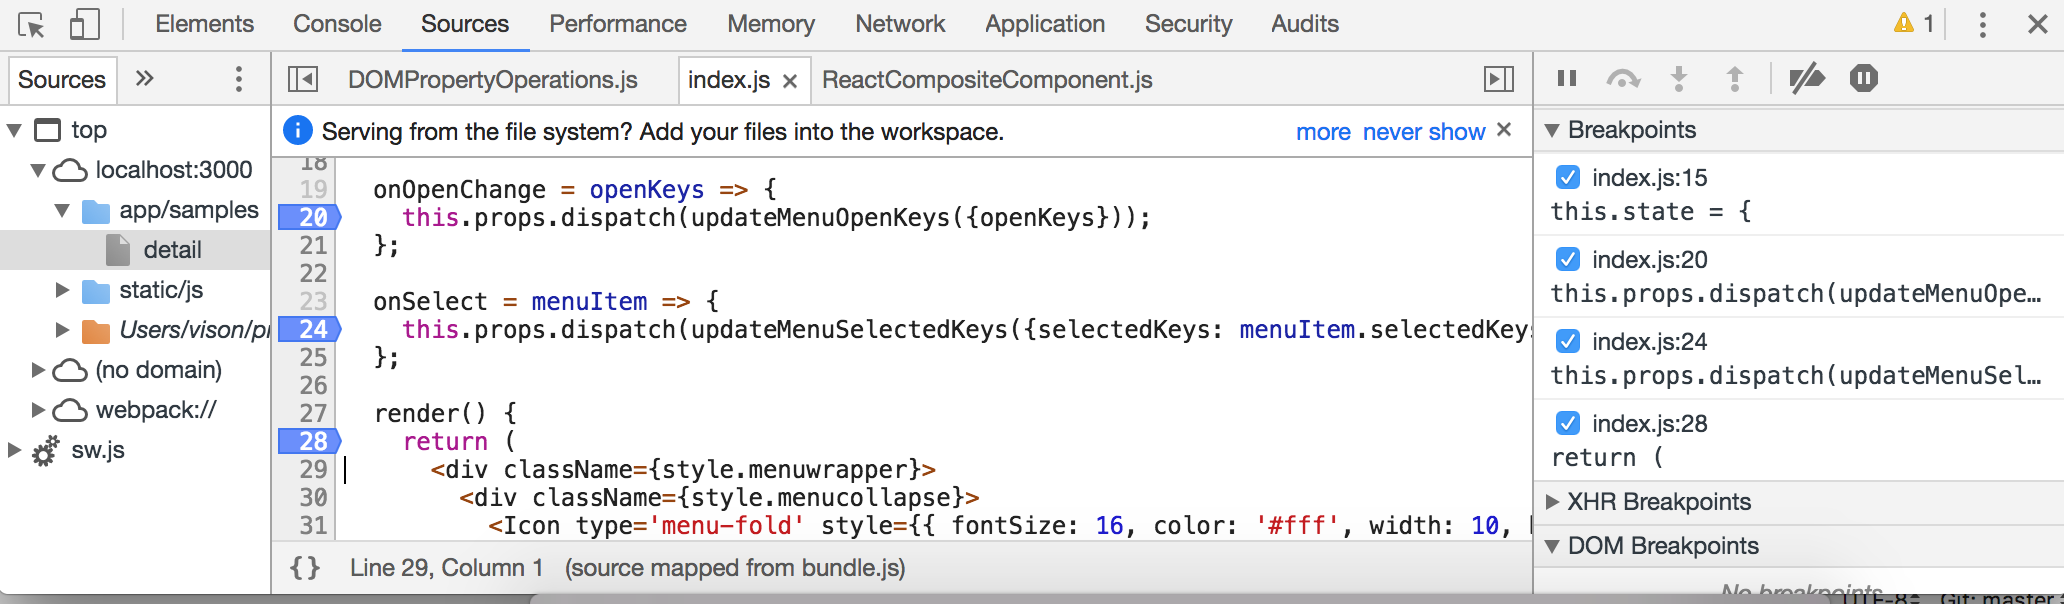 Elements Console Sources Performance Memory Network Application Security Audits 1
Sources
DOMPropertyOperations.js index.js ReactCompositeComponent.js
Serving from the file system? Add your files into the workspace. more never show
top
localhost:3000
app/samples
detail
static/js
Users/vison/p
(no domain)
webpack://
sw.js
18
19 onOpenChange = openKeys => {
20 this.props.dispatch(updateMenuOpenKeys({openKeys}));
21 };
22
23 onSelect = menuItem => {
24 this.props.dispatch(updateMenuSelectedKeys({selectedKeys: menuItem.selectedKeys
25 };
26
27 render() {
28 return (
29 <div className={style.menuwrapper}>
30 <div className={style.menucollapse}>
31 <Icon type='menu-fold' style={{ fontSize: 16, color: '#fff', width: 10,
{} Line 29, Column 1 (source mapped from bundle.js)
Breakpoints
index.js:15
this.state = {
index.js:20
this.props.dispatch(updateMenuOpe…
index.js:24
this.props.dispatch(updateMenuSel…
index.js:28
return (
XHR Breakpoints
DOM Breakpoints
No breakpoints
UTF-8 Git: master